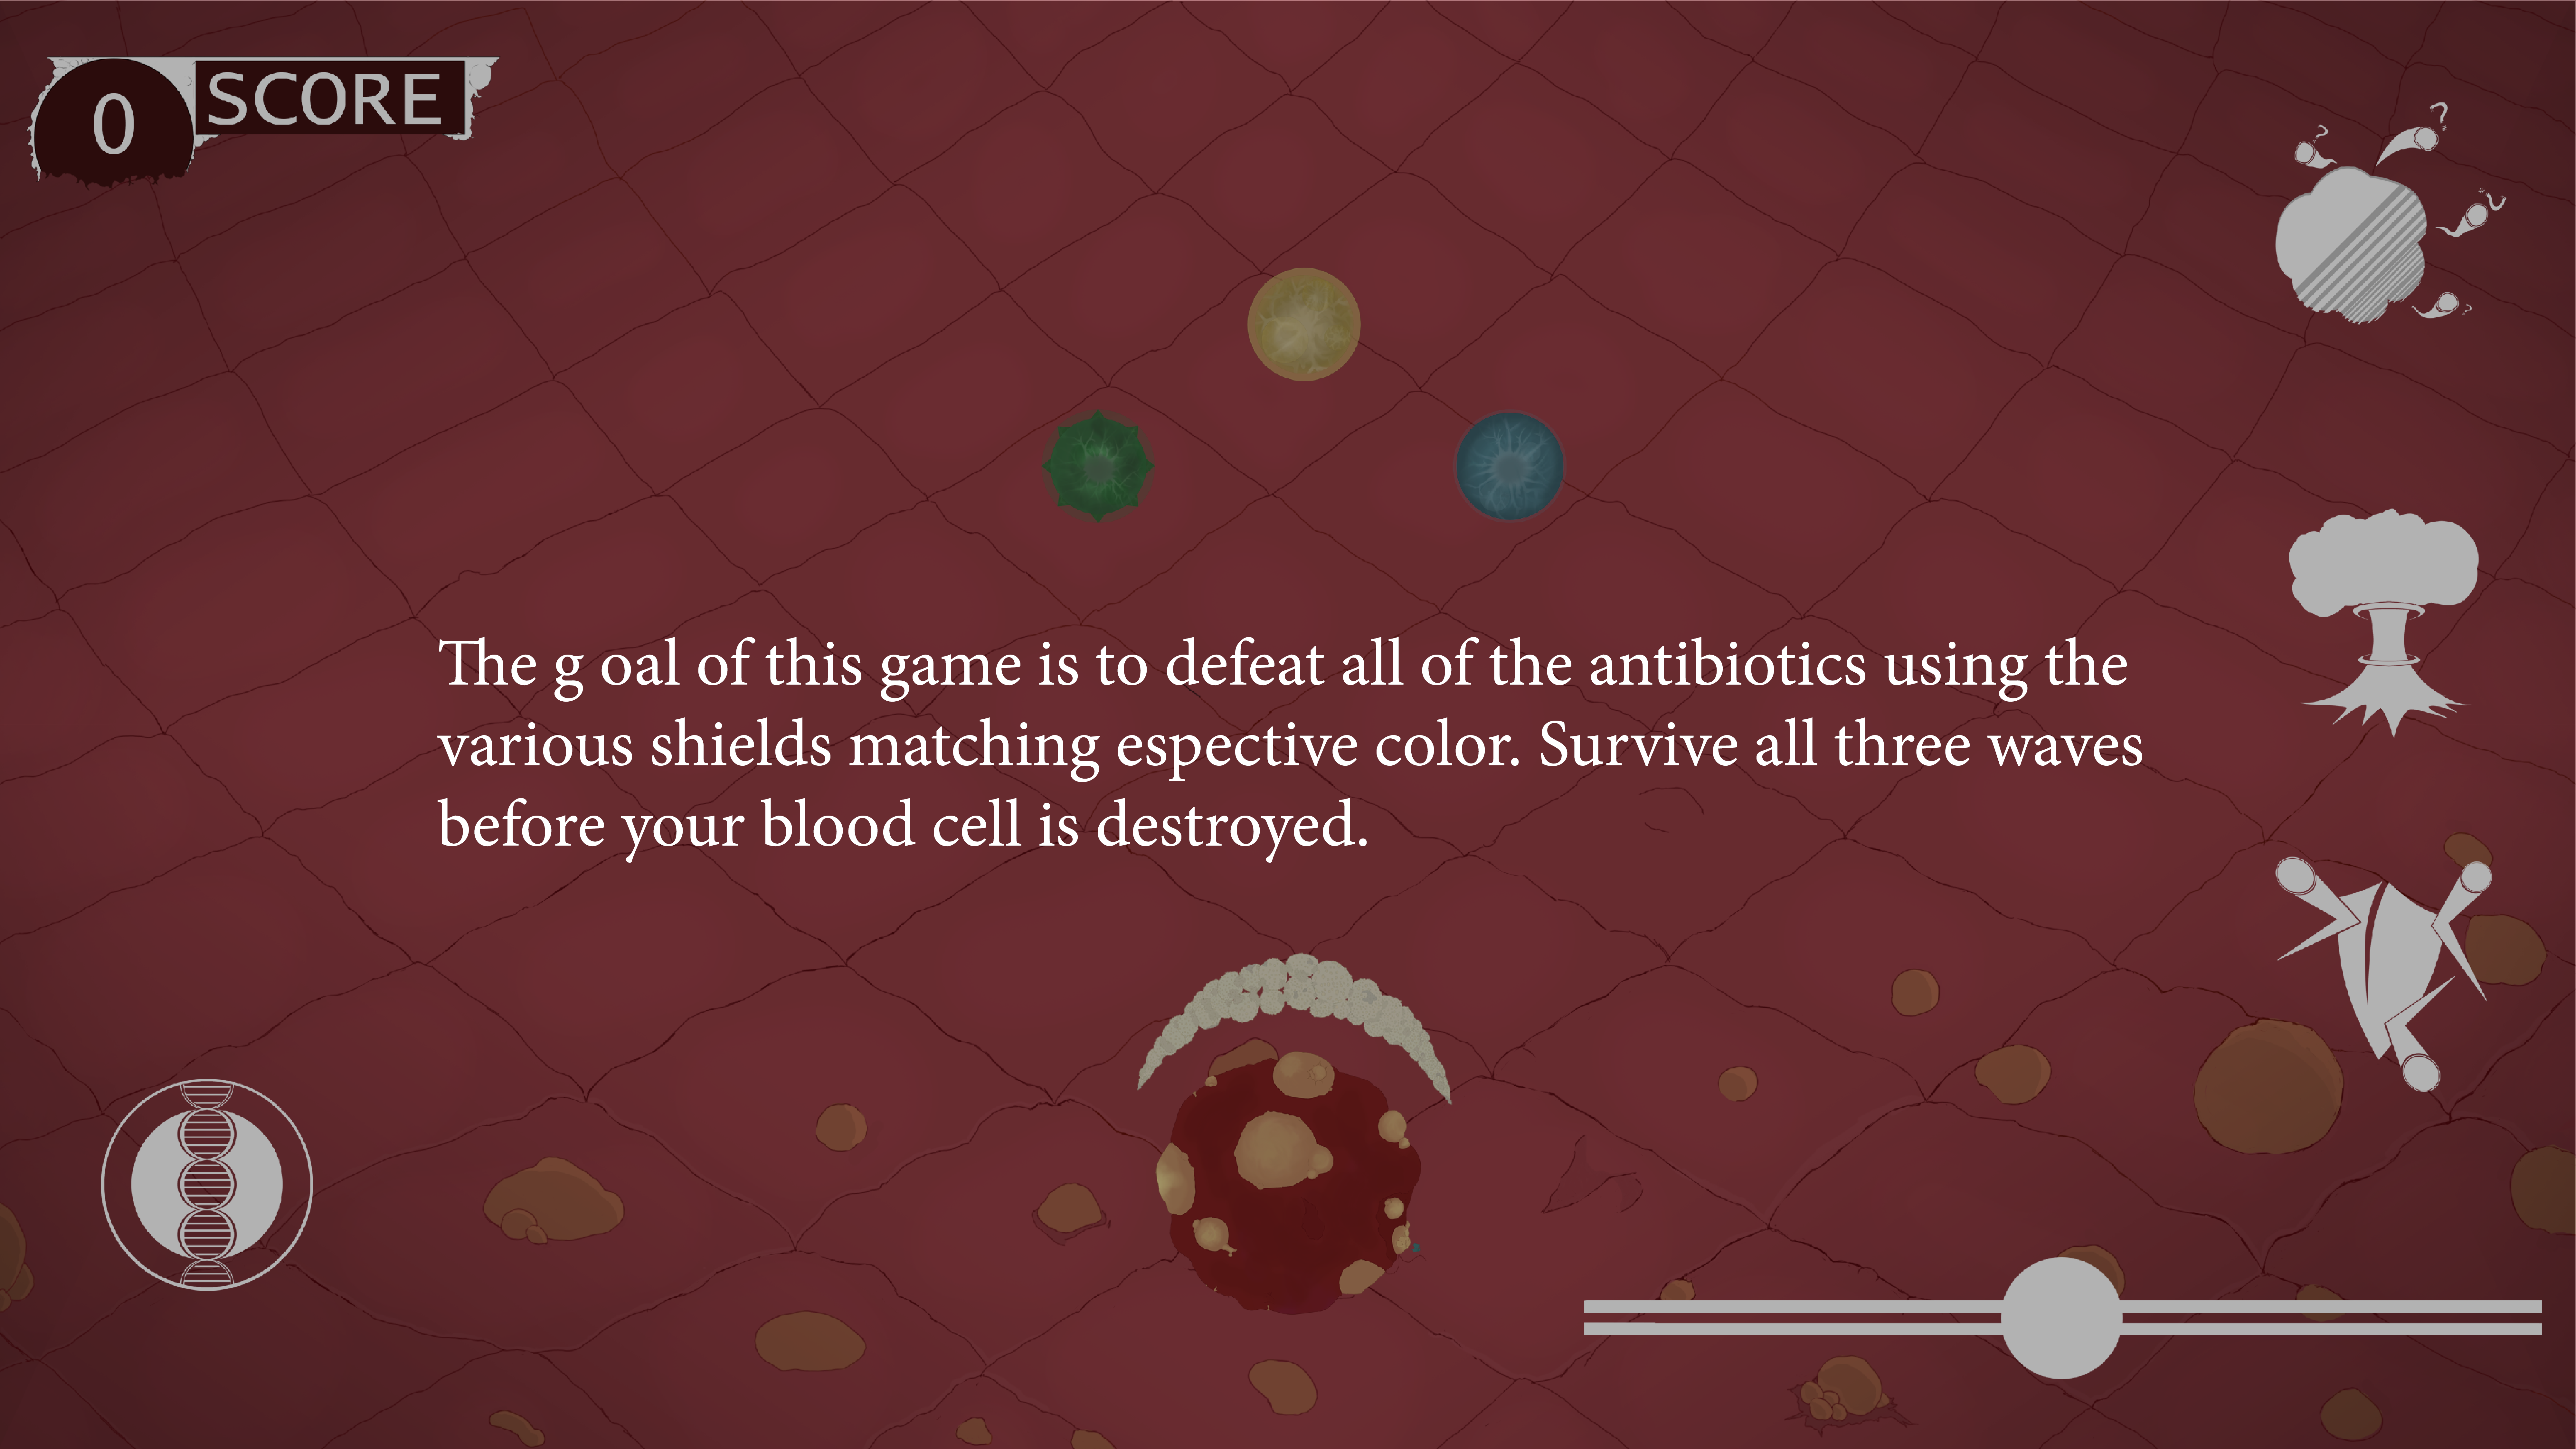 0 SCORE
The g oal of this game is to defeat all of the antibiotics using the
various shields matching espective color. Survive all three waves
before your blood cell is destroyed.